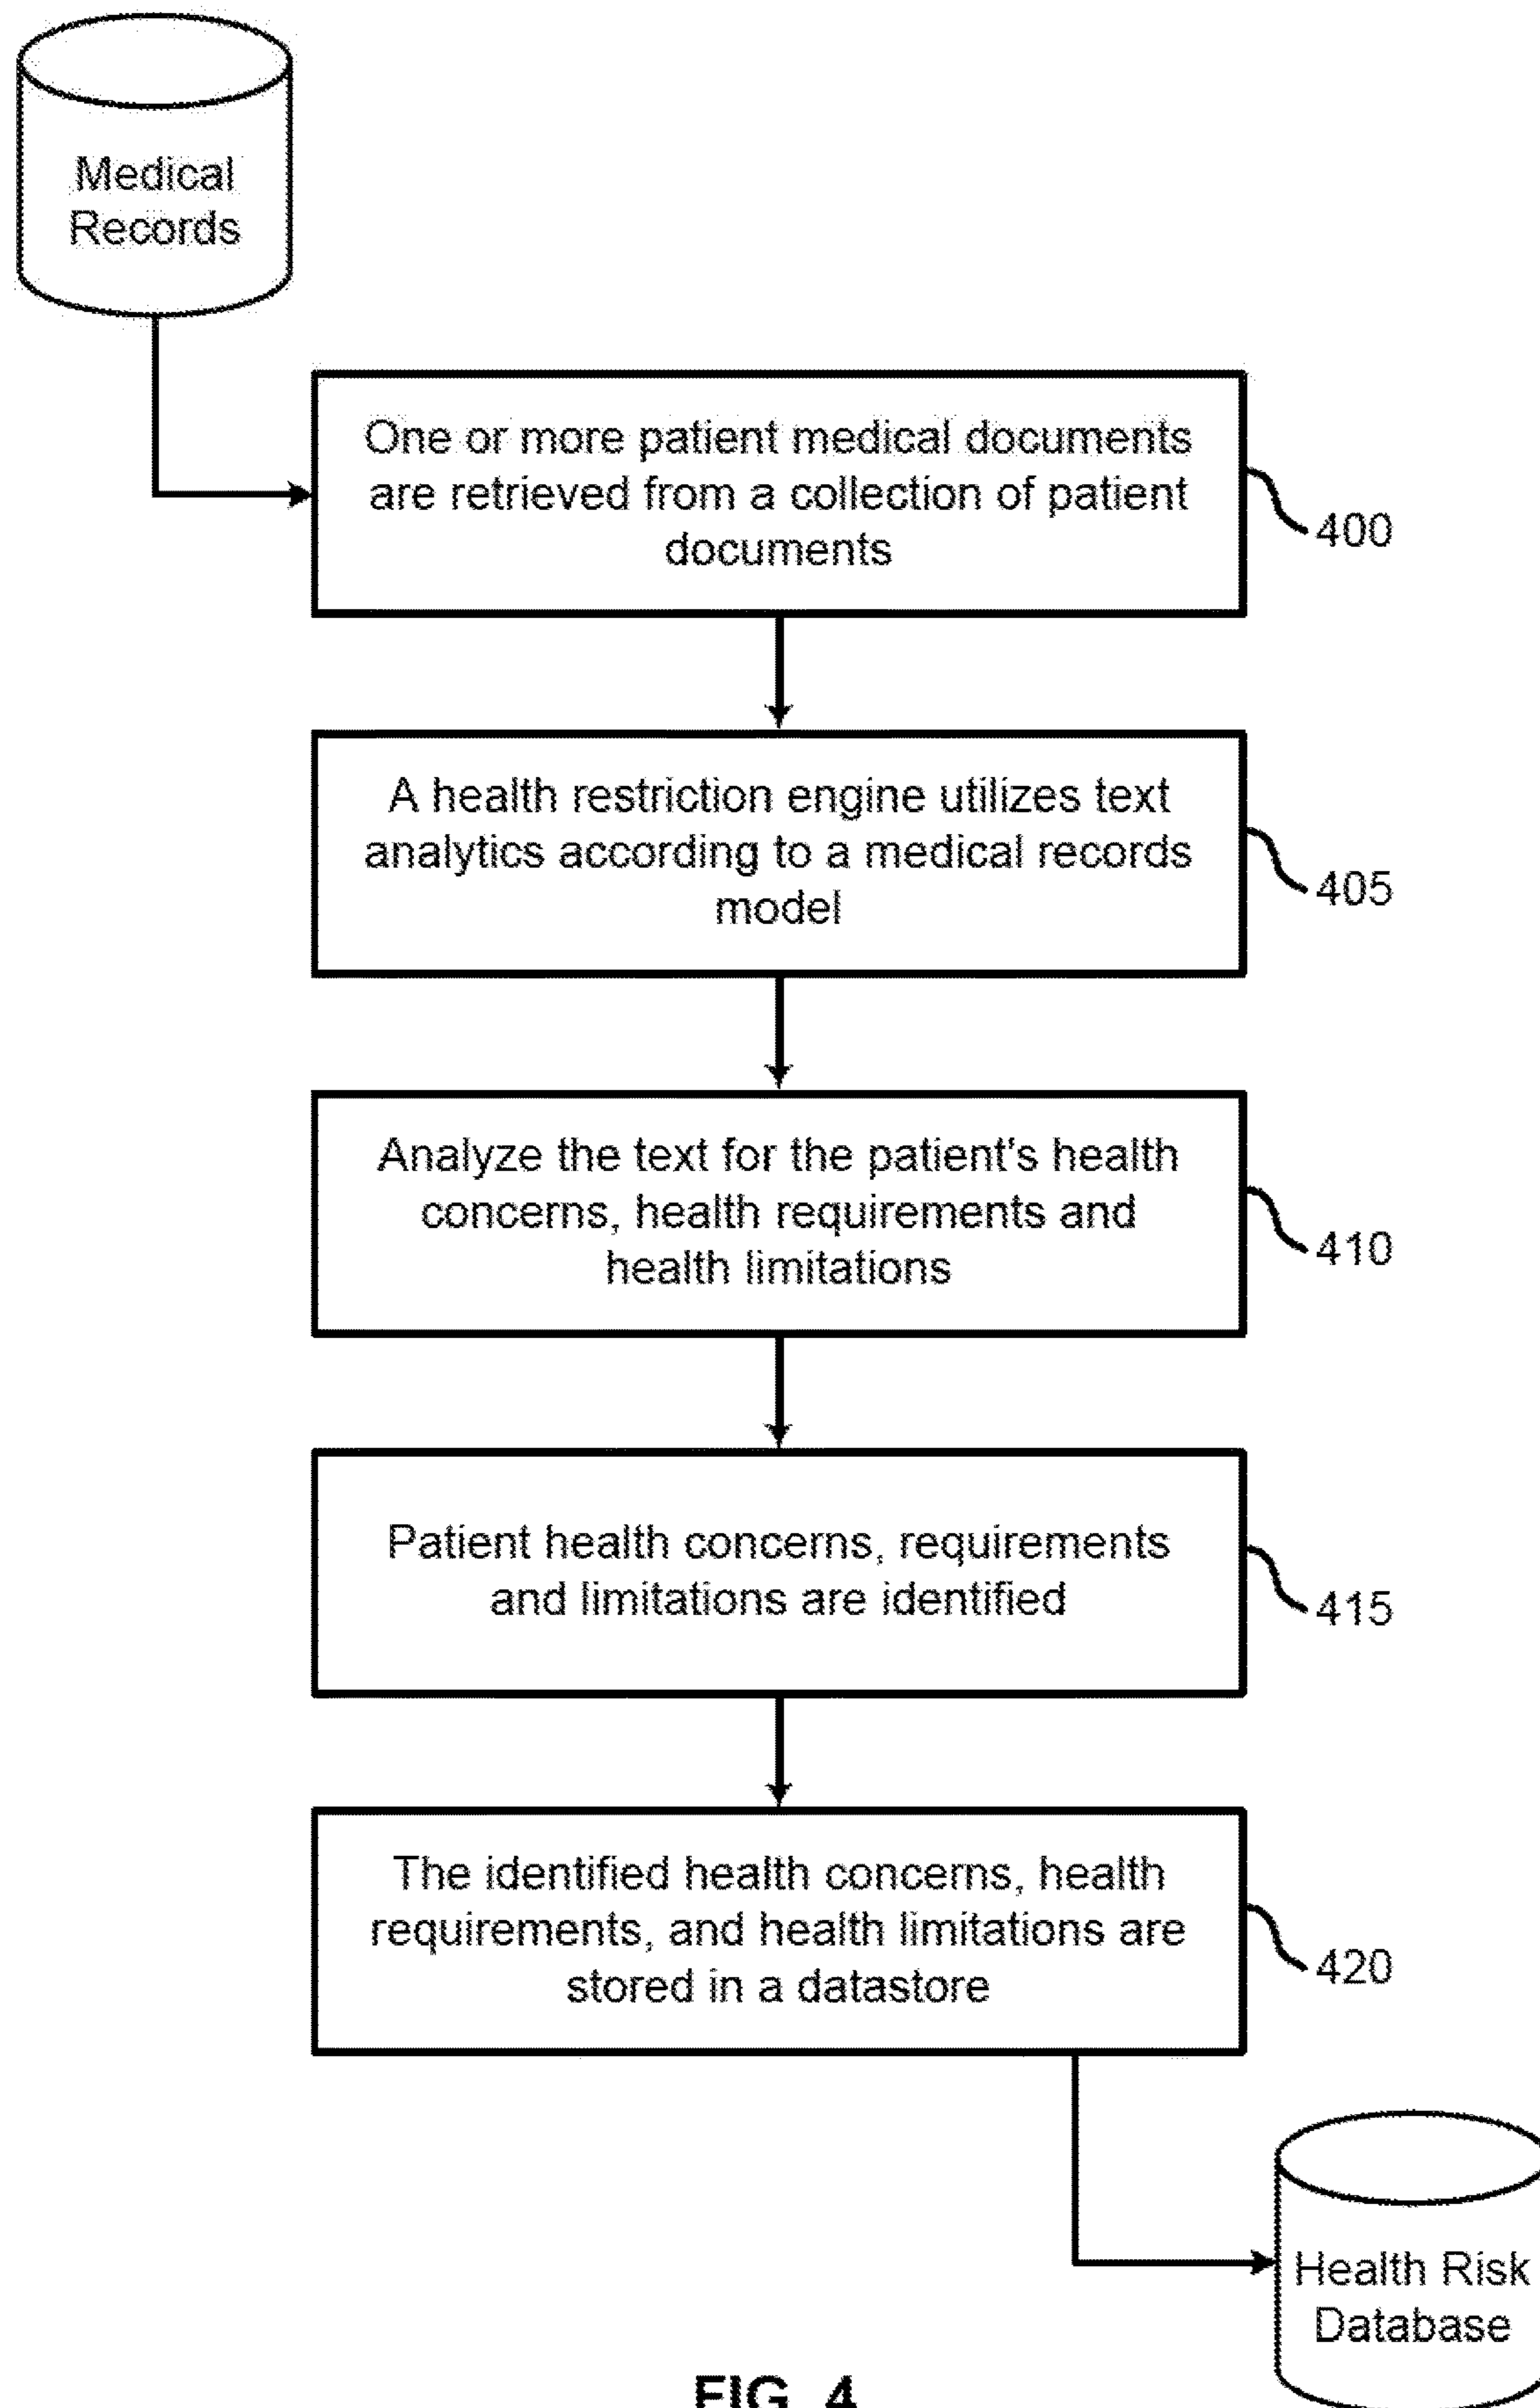 Medical
Records
One or more patient medical documents
are retrieved from a collection of patient
documents
400
A health restriction engine utilizes text
analytics according to a medical records
model
405
Analyze the text for the patient's health
concerns, health requirements and
health limitations
410
Patient health concerns, requirements
and limitations are identified
415
The identified health concerns, health
requirements, and health limitations are
stored in a datastore
420
Health Risk
Database
FIG. 4